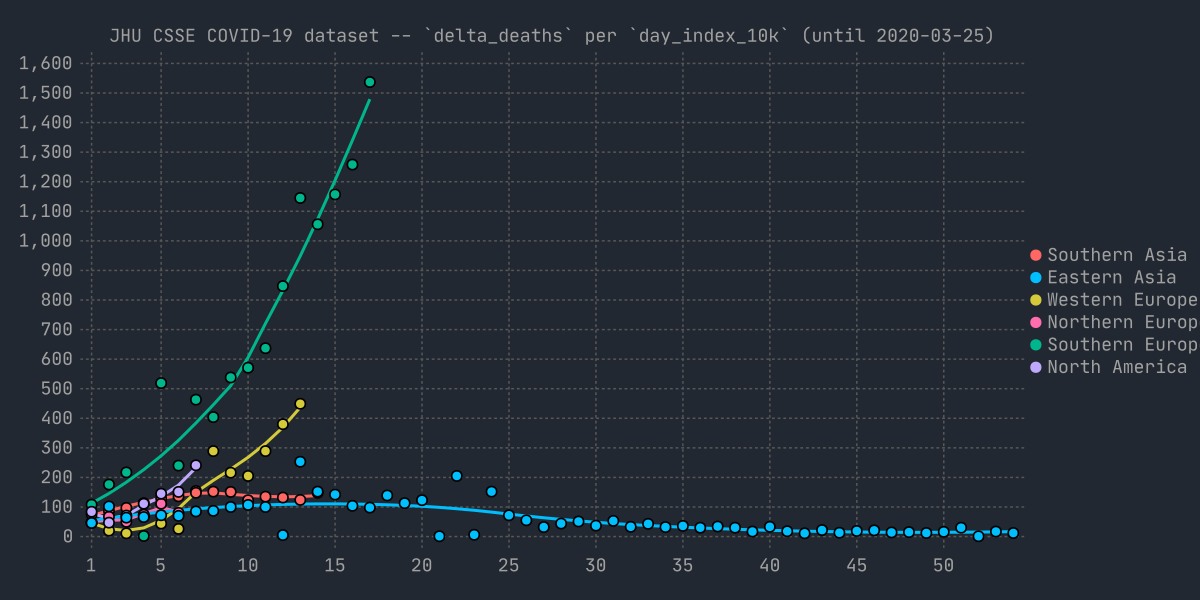 JHU CSSE COVID-19 dataset -- `delta_deaths` per `day_index_10k` (until 2020-03-25)
1,600
1,500
1,400
1,300
1,200
1,100
1,000
900
800
700
600
500
400
300
200
100
0
1 5 10 15 20 25 30 35 40 45 50
Southern Asia
Eastern Asia
Western Europe
Northern Europ
Southern Europ
North America